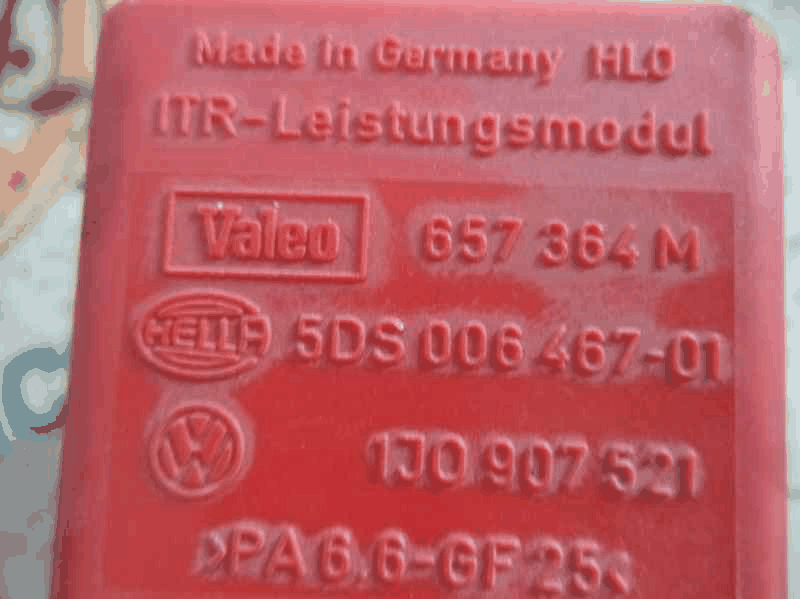 Made in Germany HLO
ITR-Leistungsmodul
Valeo 657 364 M
HELLA 5DS 006 467-01
VW 1J0 907 521
>PA 6.6-GF 25<